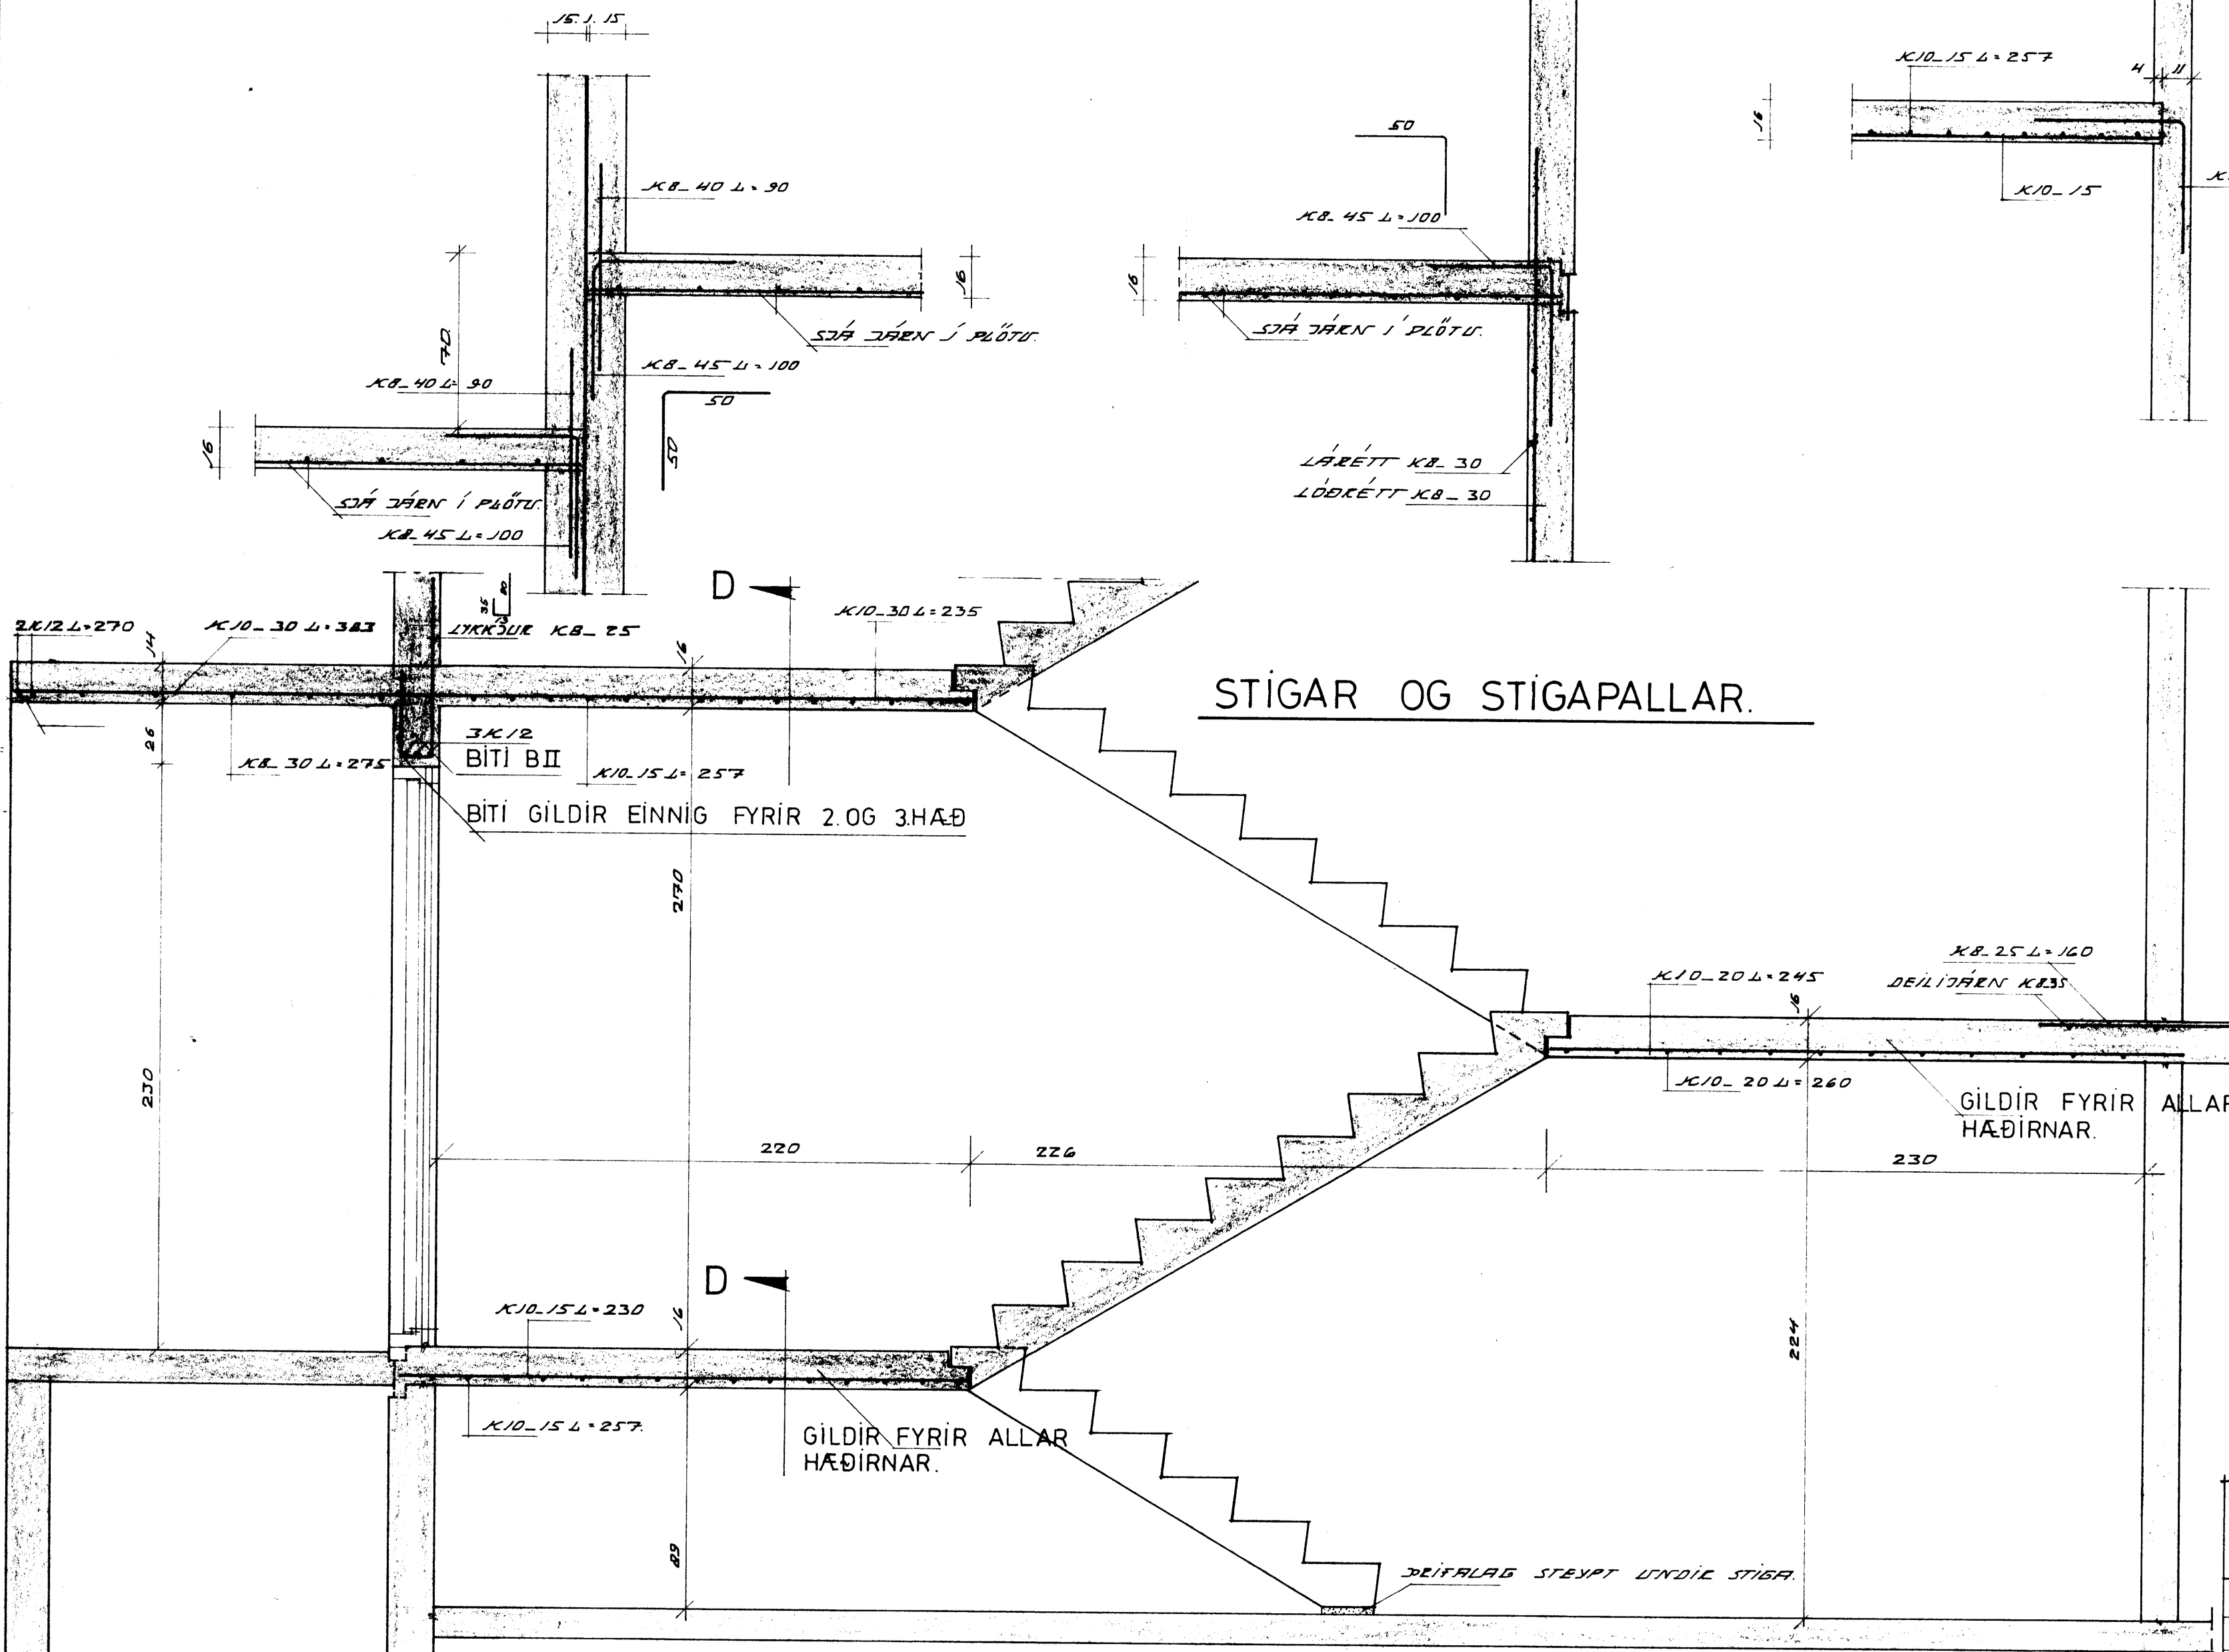 15. 1. 15
K10_15 L=257
4 11
16
K10_15
50
K8_40 L=90
K8_45 L=100
16
16
SJÁ JÁRN Í PLÖTU.
SJÁ JÁRN Í PLÖTU.
70
K8_45 L=100
K8_40 L=90
50
50
16
LÁRÉTT K8_30
LÓÐRÉTT K8_30
SJÁ JÁRN Í PLÖTU.
K8_45 L=100
D
35
15
2K12 L=270
14
K10_30 L=383
LYKKJUR K8_25
16
K10_30 L=235
STIGAR OG STIGAPALLAR.
26
3K12
BITI BII
K8_30 L=275
K10_15 L=257
BITI GILDIR EINNIG FYRIR 2.OG 3.HÆÐ
270
K8_25 L=160
K10_20 L=245
DEILIJÁRN K8_35
16
230
K10_20 L=260
GILDIR FYRIR ALLAR
HÆÐIRNAR.
220
226
230
D
K10_15 L=230
16
224
K10_15 L=257.
GILDIR FYRIR ALLAR
HÆÐIRNAR.
89
ÞRIFALAG STEYPT UNDIR STIGA.